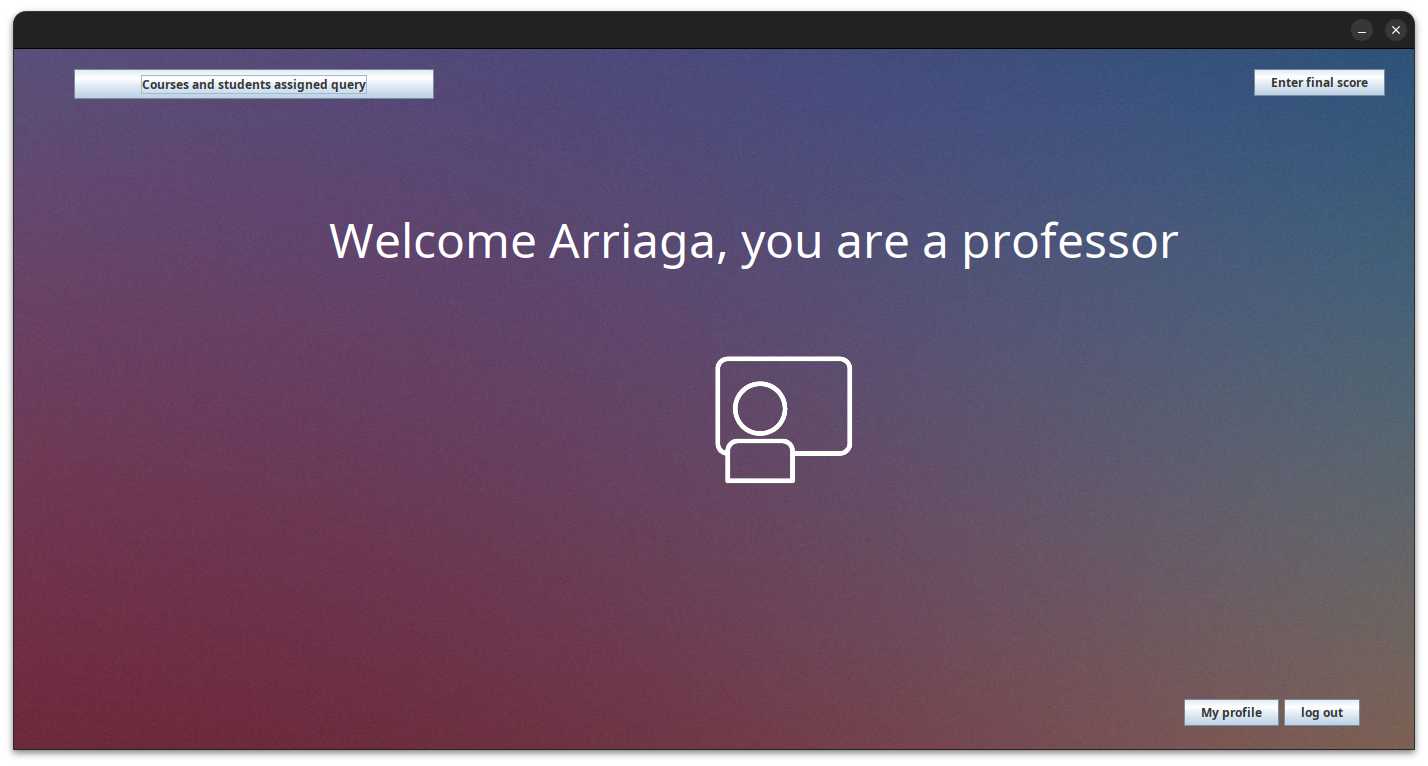 Courses and students assigned query
Enter final score
Welcome Arriaga, you are a professor
My profile
log out